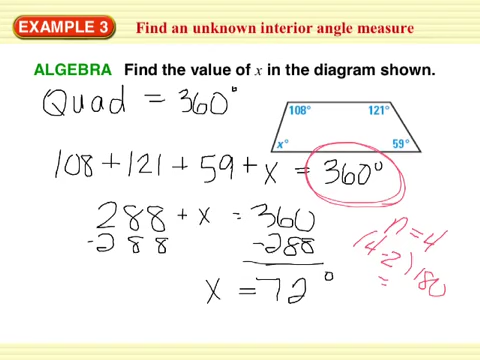 EXAMPLE 3 Find an unknown interior angle measure
ALGEBRA Find the value of x in the diagram shown.
Quad = 360°
108° 121°
x° 59°
108 + 121 + 59 + x = 360°
288 + x = 360
-288 -288
x = 72°
n = 4
(4-2)180
=